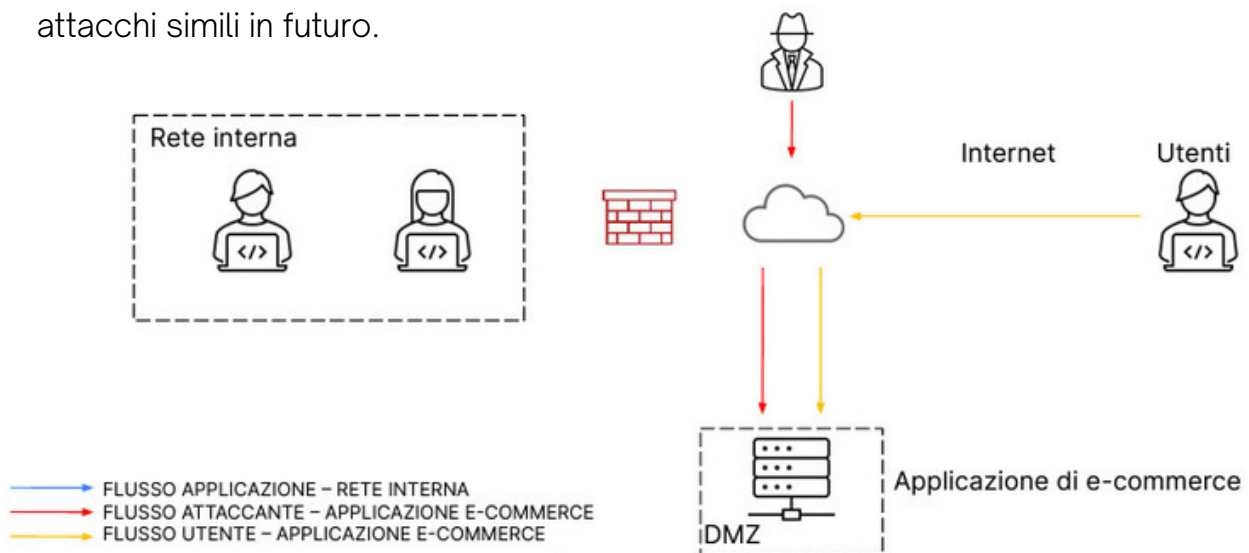 attacchi simili in futuro.
Rete interna
Internet
Utenti
</>
</>
</>
Applicazione di e-commerce
DMZ
FLUSSO APPLICAZIONE – RETE INTERNA
FLUSSO ATTACCANTE – APPLICAZIONE E-COMMERCE
FLUSSO UTENTE – APPLICAZIONE E-COMMERCE